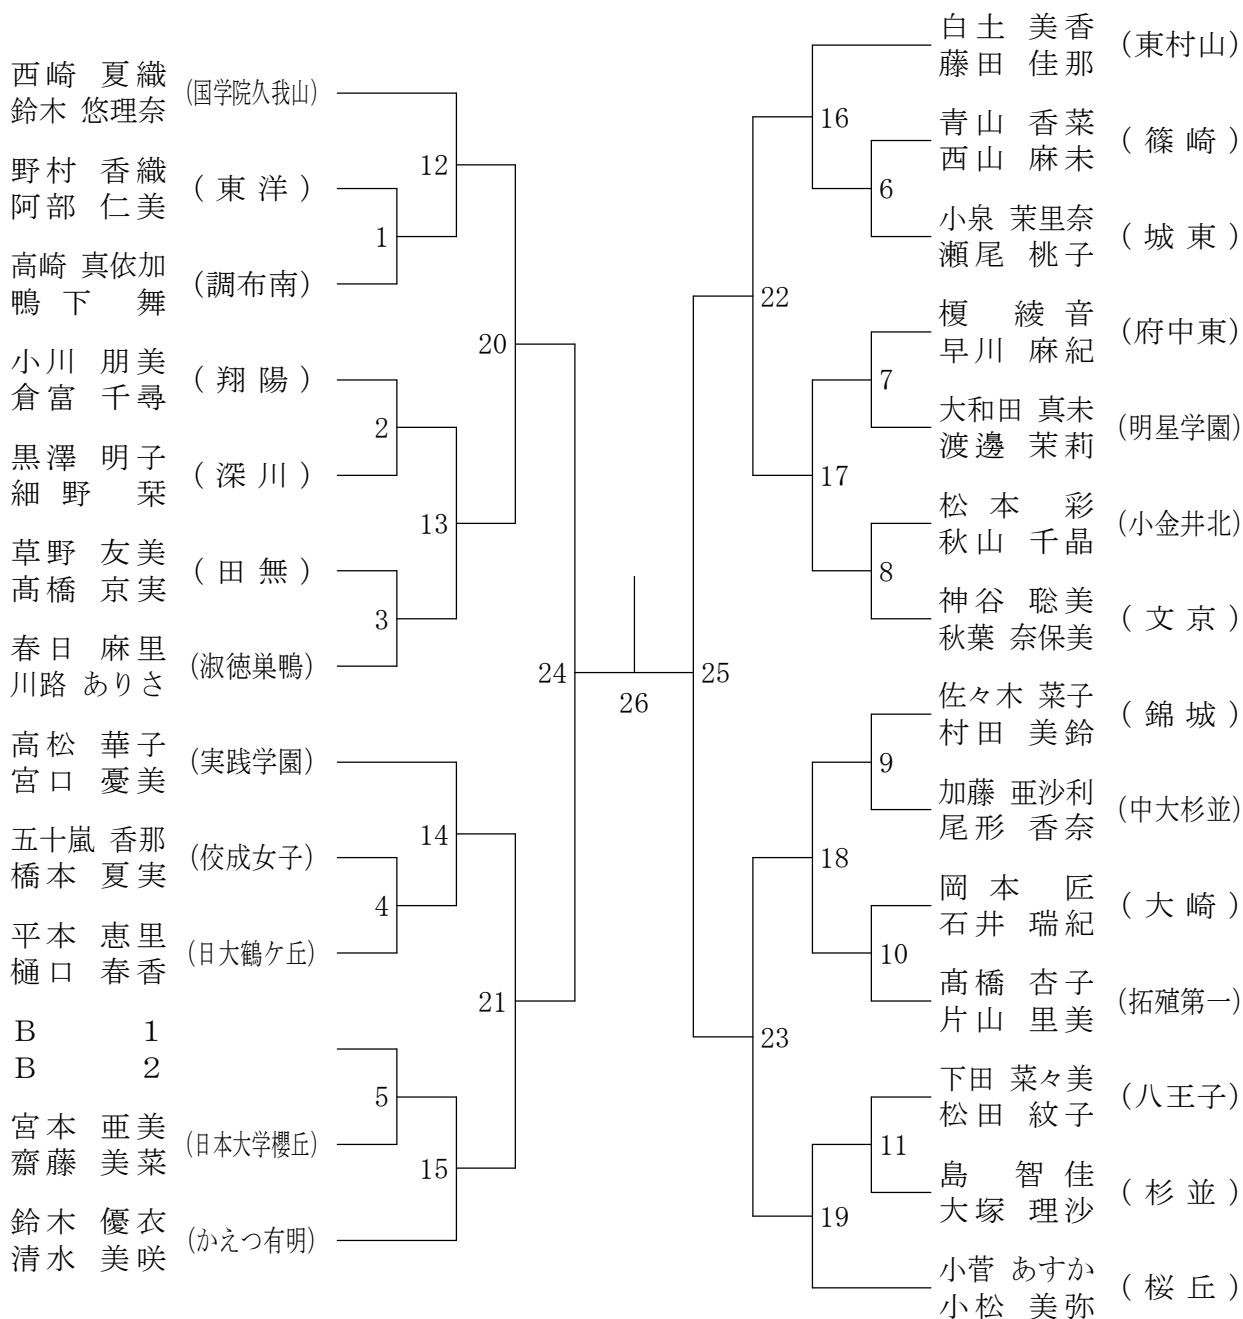 西崎 夏織
鈴木 悠理奈
(国学院久我山)
野村 香織
阿部 仁美
(東洋)
高崎 真依加
鴨下 舞
(調布南)
小川 朋美
倉富 千尋
(翔陽)
黒澤 明子
細野 栞
(深川)
草野 友美
髙橋 京実
(田無)
春日 麻里
川路 ありさ
(淑徳巣鴨)
高松 華子
宮口 憂美
(実践学園)
五十嵐 香那
橋本 夏実
(佼成女子)
平本 恵里
樋口 春香
(日大鶴ケ丘)
B 1
B 2
宮本 亜美
齋藤 美菜
(日本大学櫻丘)
鈴木 優衣
清水 美咲
(かえつ有明)
12
1
20
2
13
3
24
14
4
21
5
15
26
25
16
6
22
7
17
8
9
18
10
23
11
19
白土 美香
藤田 佳那
(東村山)
青山 香菜
西山 麻未
(篠崎)
小泉 茉里奈
瀬尾 桃子
(城東)
榎 綾音
早川 麻紀
(府中東)
大和田 真未
渡邊 茉莉
(明星学園)
松本 彩
秋山 千晶
(小金井北)
神谷 聡美
秋葉 奈保美
(文京)
佐々木 菜子
村田 美鈴
(錦城)
加藤 亜沙利
尾形 香奈
(中大杉並)
岡本 匠
石井 瑞紀
(大崎)
髙橋 杏子
片山 里美
(拓殖第一)
下田 菜々美
松田 紋子
(八王子)
島 智佳
大塚 理沙
(杉並)
小菅 あすか
小松 美弥
(桜丘)